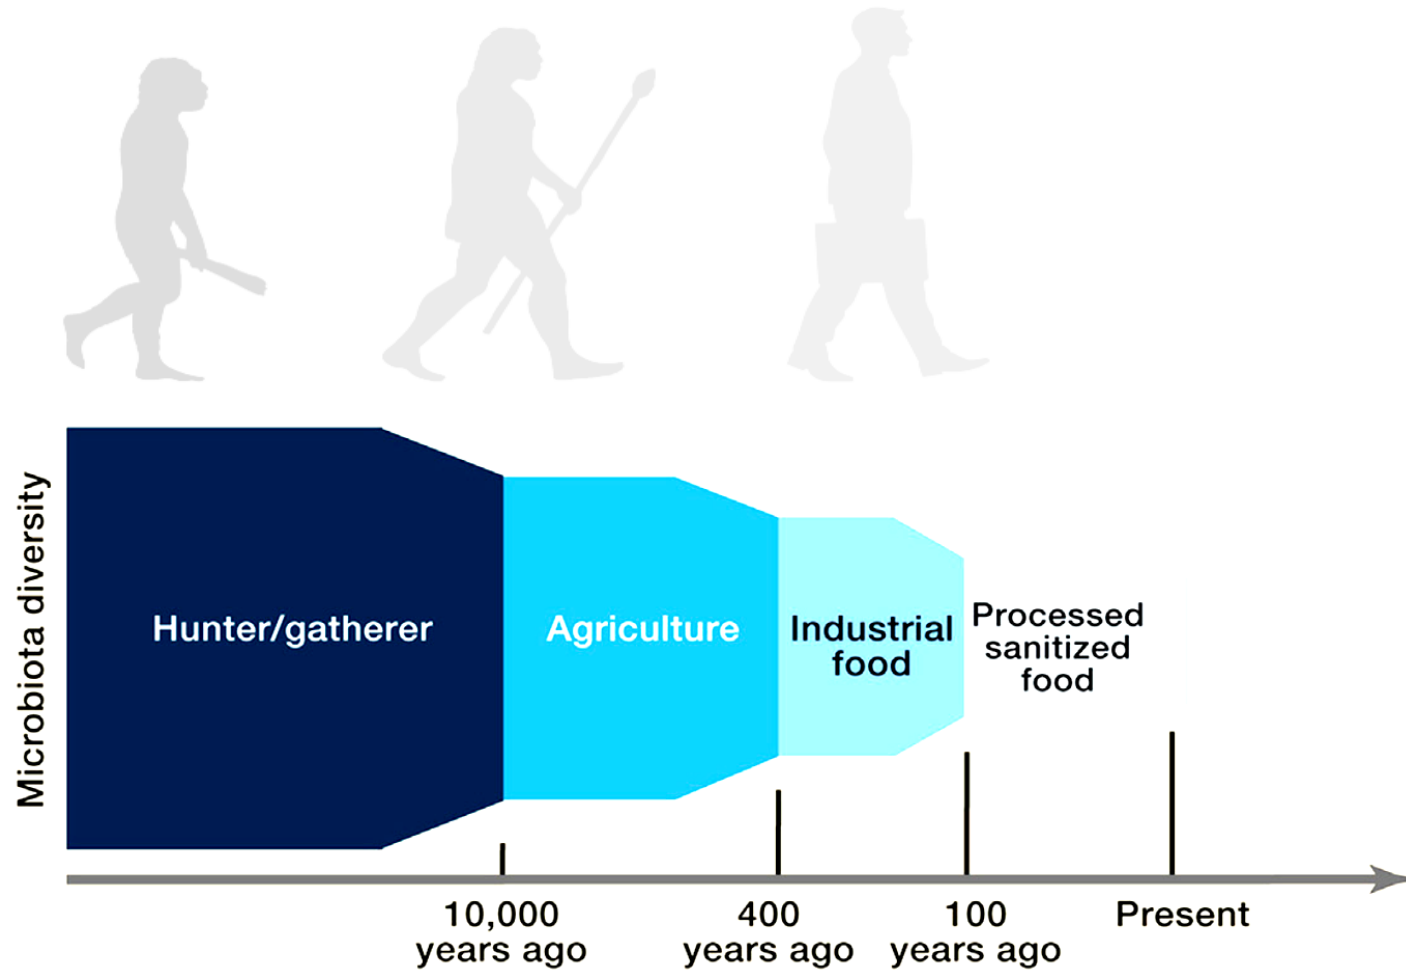 Microbiota diversity
Hunter/gatherer
Agriculture
Industrial
food
Processed
sanitized
food
10,000
years ago
400
years ago
100
years ago
Present